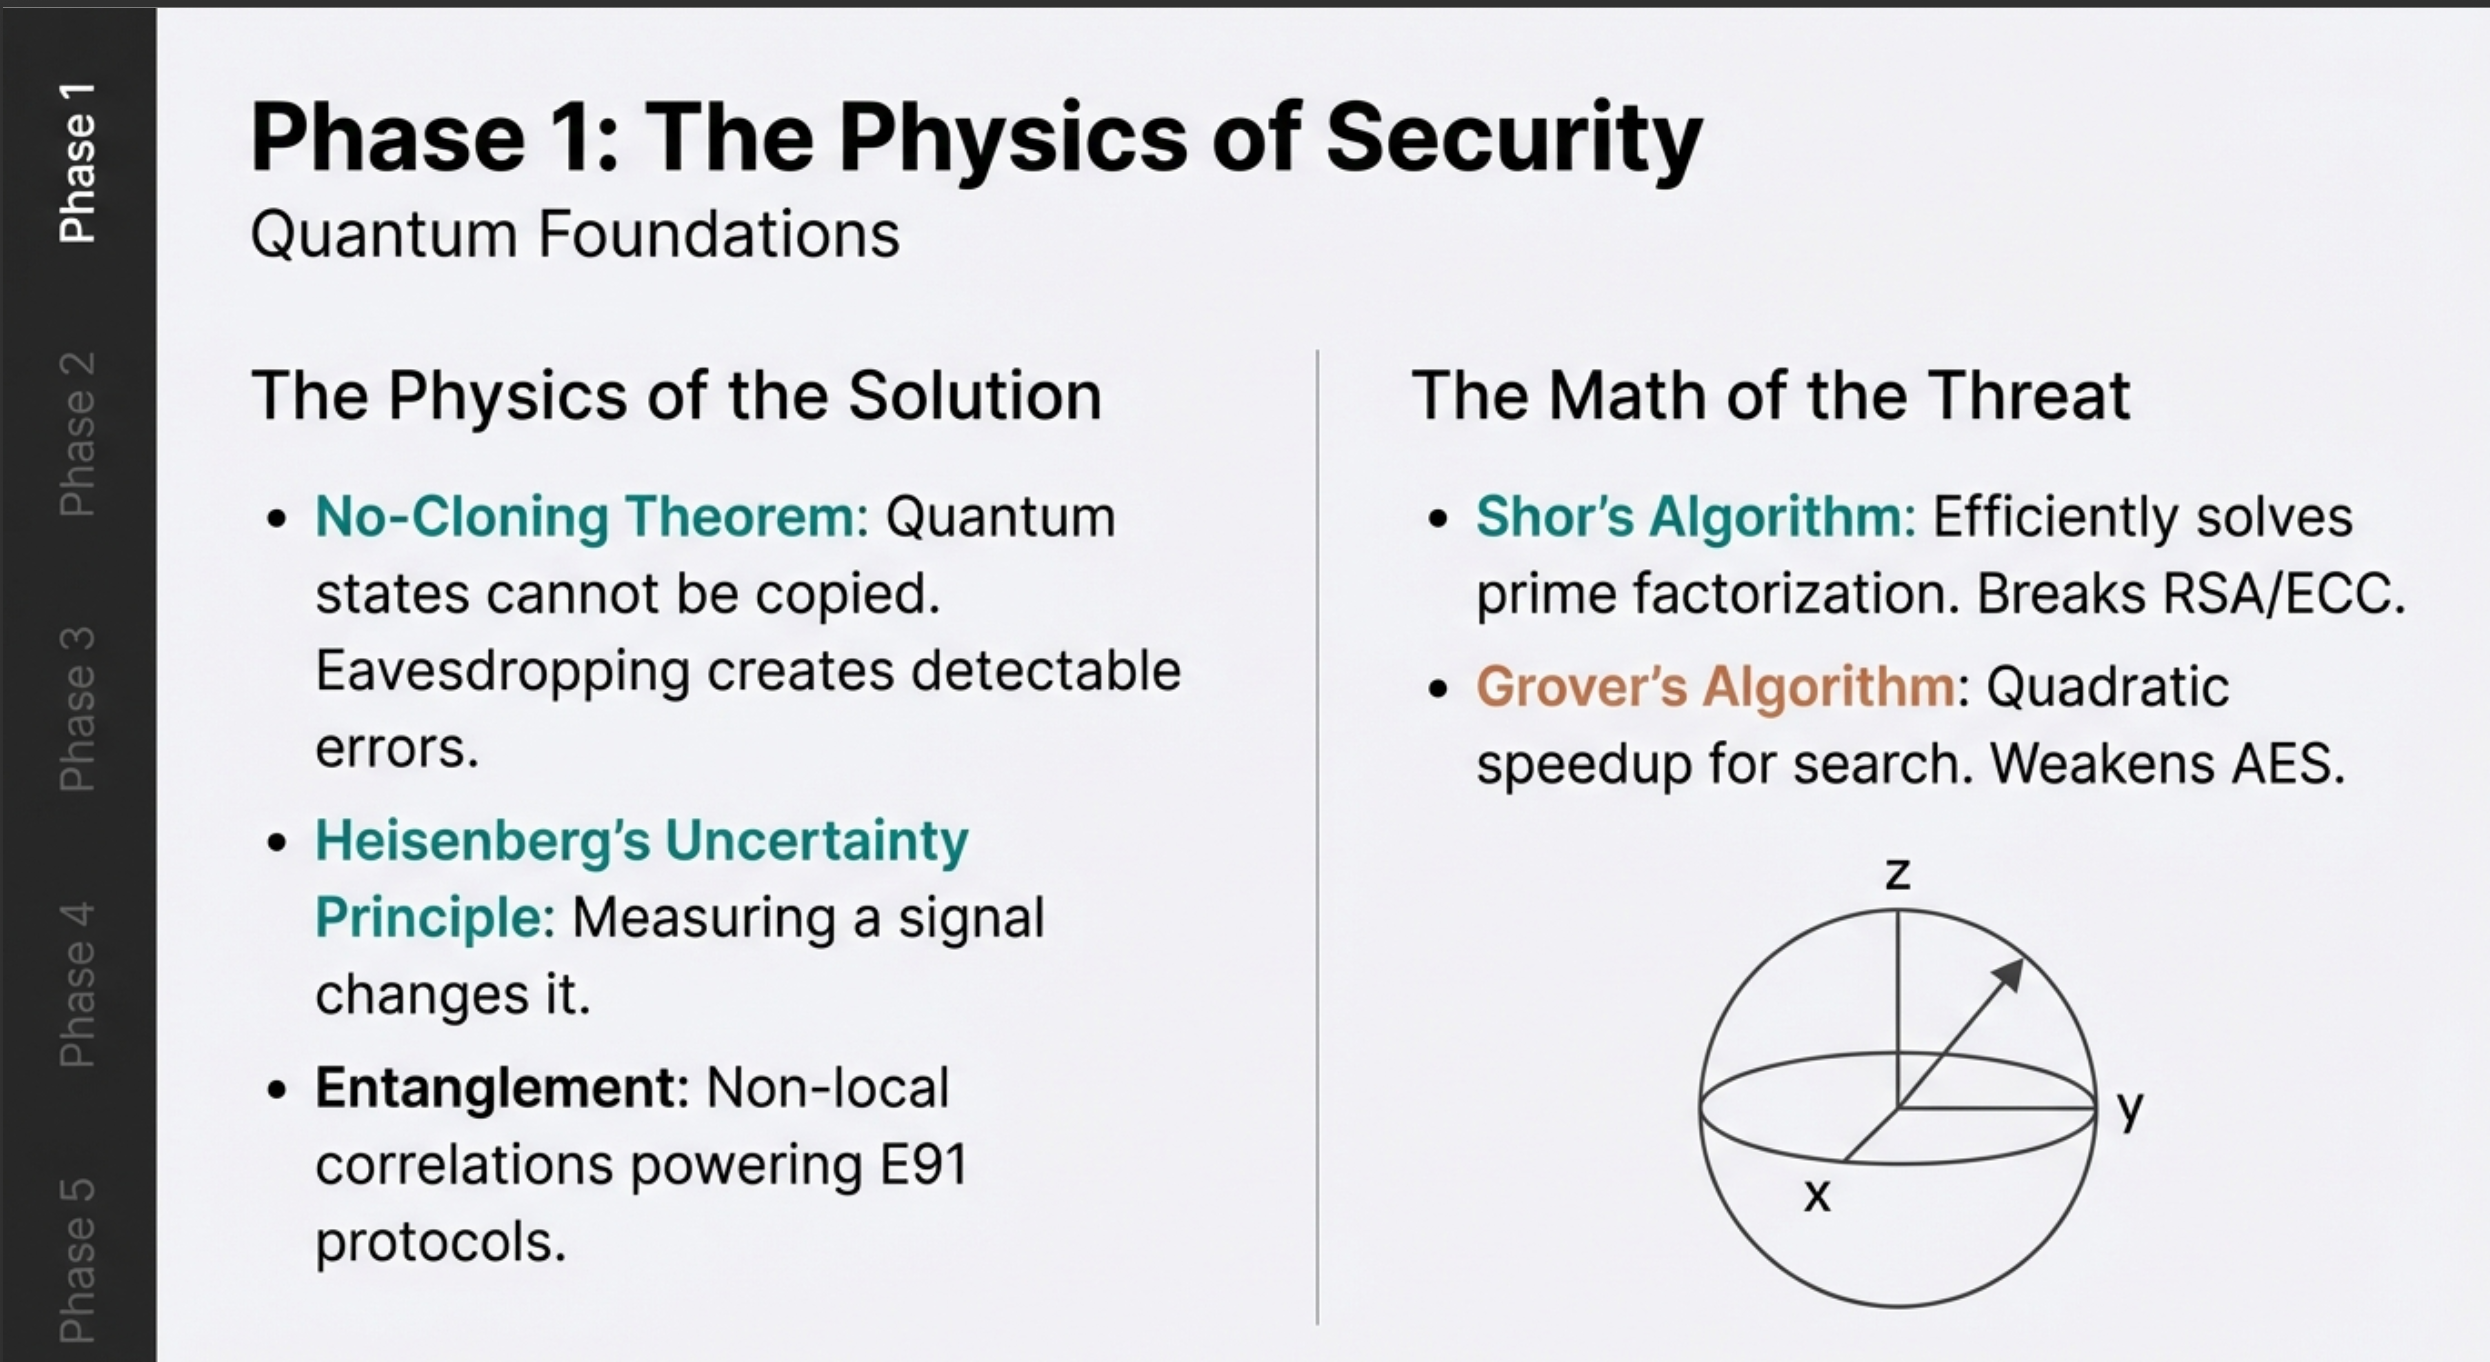 Phase 1
Phase 2
Phase 3
Phase 4
Phase 5
Phase 1: The Physics of Security
Quantum Foundations
The Physics of the Solution
• No-Cloning Theorem: Quantum
states cannot be copied.
Eavesdropping creates detectable
errors.
• Heisenberg’s Uncertainty
Principle: Measuring a signal
changes it.
• Entanglement: Non-local
correlations powering E91
protocols.
The Math of the Threat
• Shor’s Algorithm: Efficiently solves
prime factorization. Breaks RSA/ECC.
• Grover’s Algorithm: Quadratic
speedup for search. Weakens AES.
z
y
x